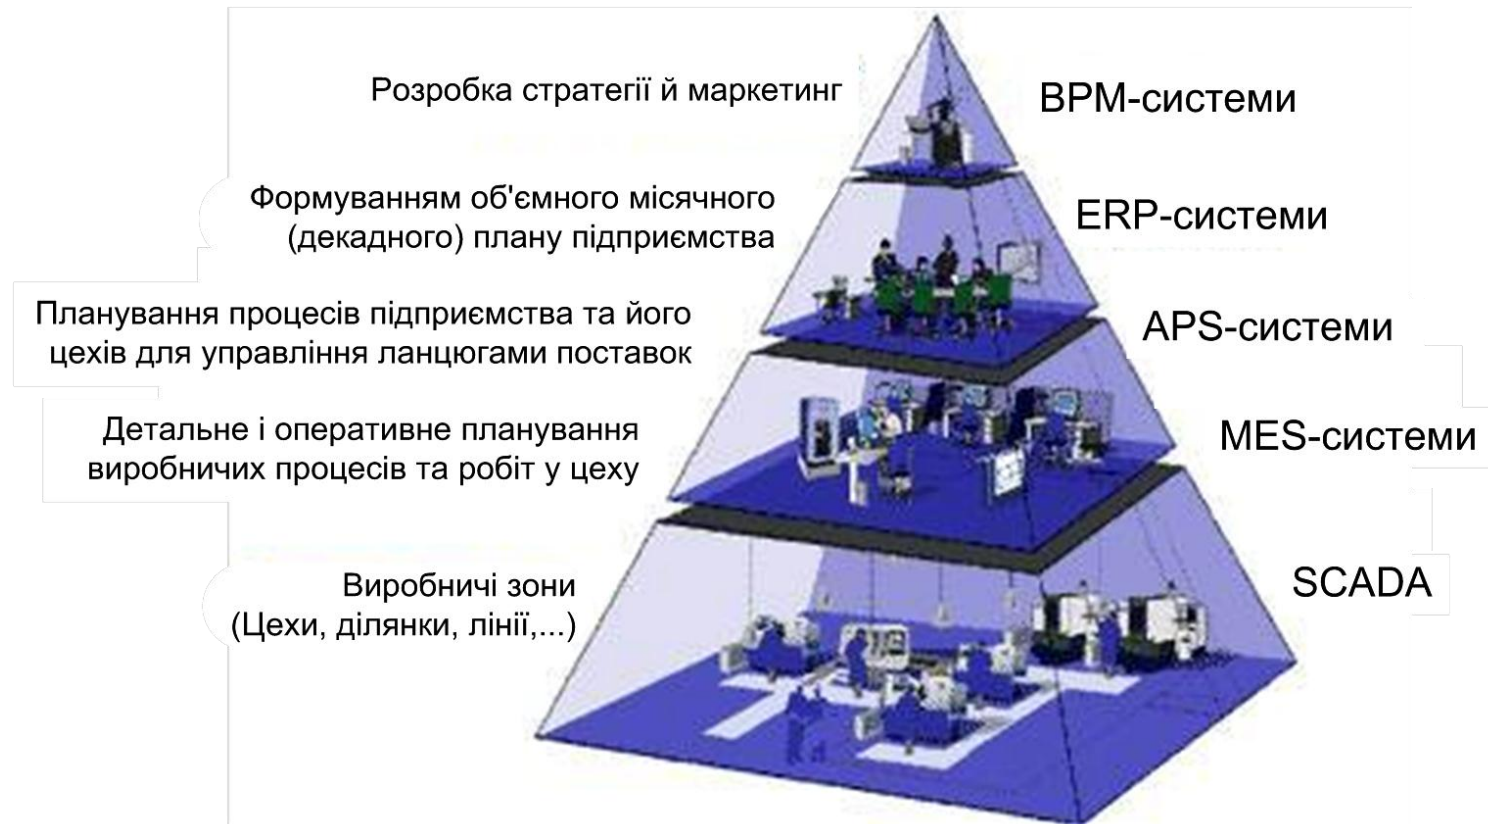 Розробка стратегії й маркетинг
BPM-системи
Формуванням об'ємного місячного
(декадного) плану підприємства
ERP-системи
Планування процесів підприємства та його
цехів для управління ланцюгами поставок
APS-системи
Детальне і оперативне планування
виробничих процесів та робіт у цеху
MES-системи
Виробничі зони
(Цехи, ділянки, лінії,...)
SCADA